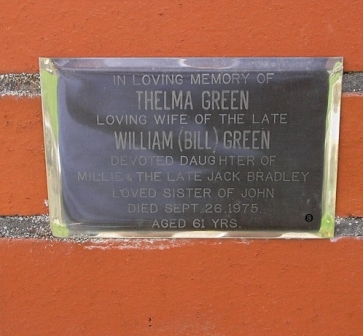 IN LOVING MEMORY OF
THELMA GREEN
LOVING WIFE OF THE LATE
WILLIAM (BILL) GREEN
DEVOTED DAUGHTER OF
MILLIE & THE LATE JACK BRADLEY
LOVED SISTER OF JOHN
DIED SEPT. 26. 1975
AGED 61 YRS.